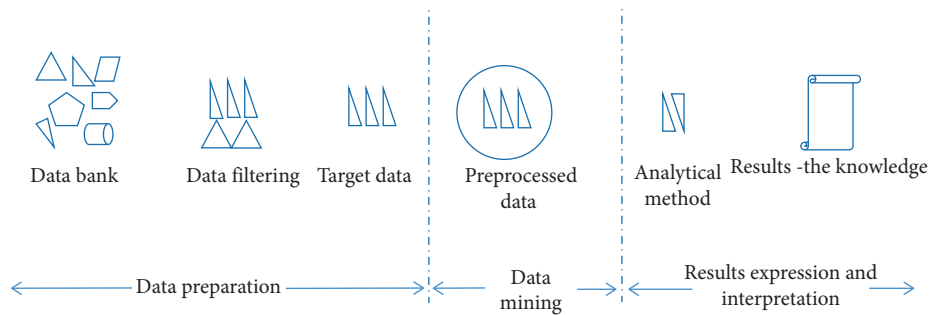 Data bank
Data filtering
Target data
Preprocessed
data
Analytical
method
Results -the knowledge
Data preparation
Data
mining
Results expression and
interpretation